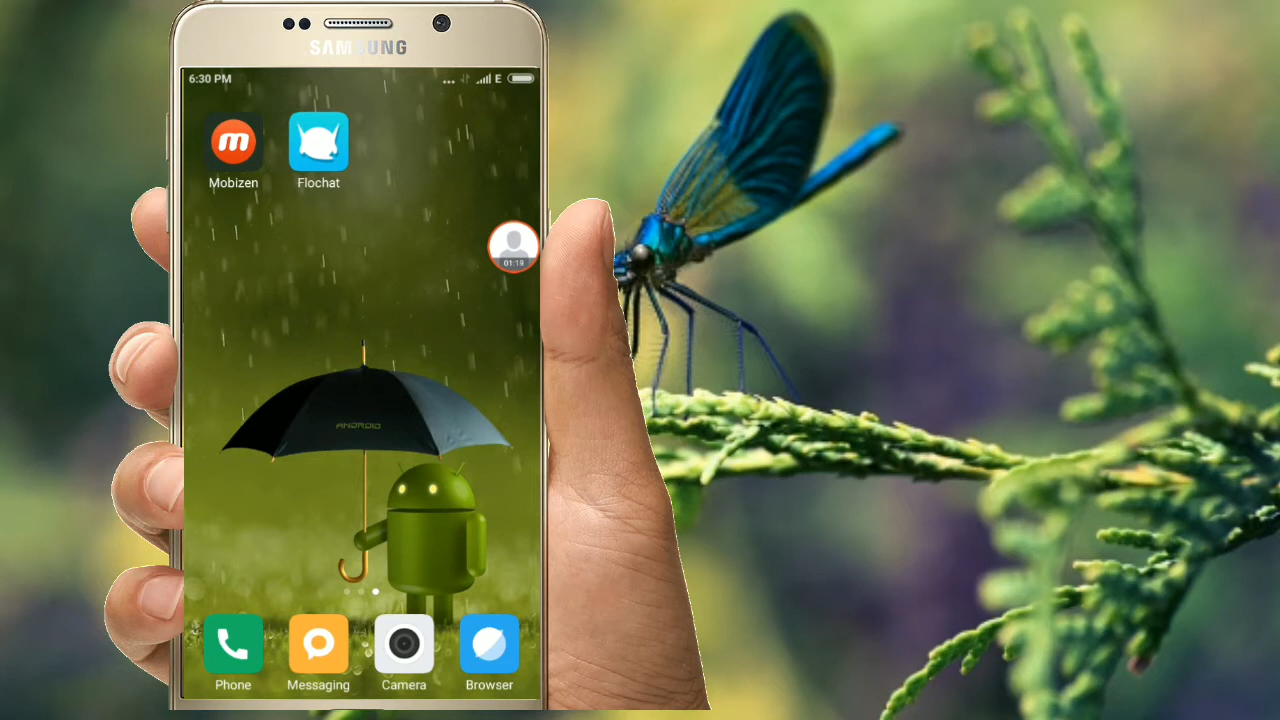 SAMSUNG
6:30 PM
... E
m
Mobizen
Flochat
01:19
ANDROID
Phone
Messaging
Camera
Browser